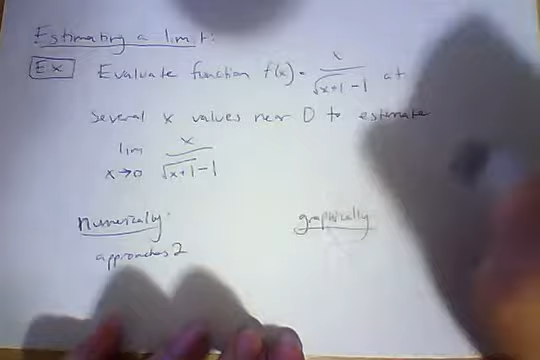 Estimating a limit:
Ex Evaluate function f(x) = x / √x+1 - 1 at
several x values near 0 to estimate
lim x→0 x / √x+1 - 1
numerically:
graphically
approaches 2